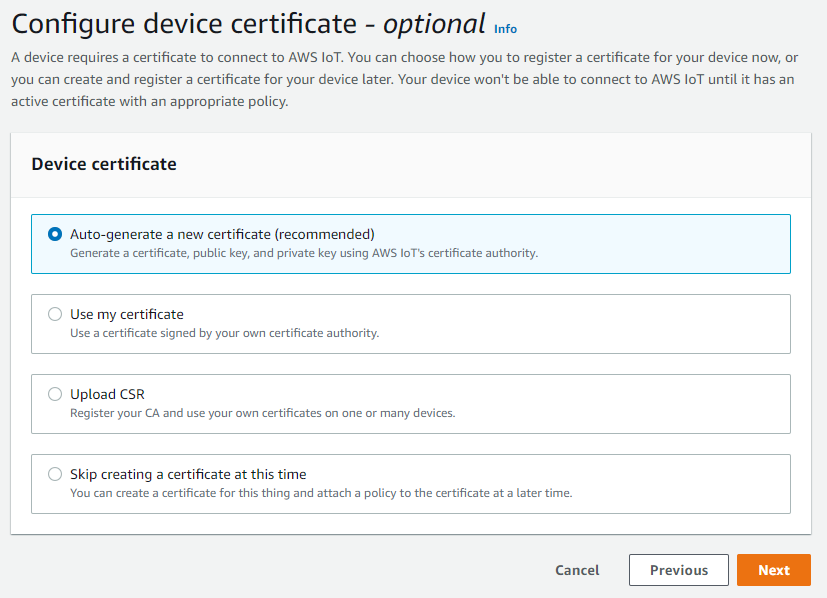 Configure device certificate - optional Info
A device requires a certificate to connect to AWS IoT. You can choose how you to register a certificate for your device now, or
you can create and register a certificate for your device later. Your device won't be able to connect to AWS IoT until it has an
active certificate with an appropriate policy.
Device certificate
Auto-generate a new certificate (recommended)
Generate a certificate, public key, and private key using AWS IoT's certificate authority.
Use my certificate
Use a certificate signed by your own certificate authority.
Upload CSR
Register your CA and use your own certificates on one or many devices.
Skip creating a certificate at this time
You can create a certificate for this thing and attach a policy to the certificate at a later time.
Cancel Previous Next